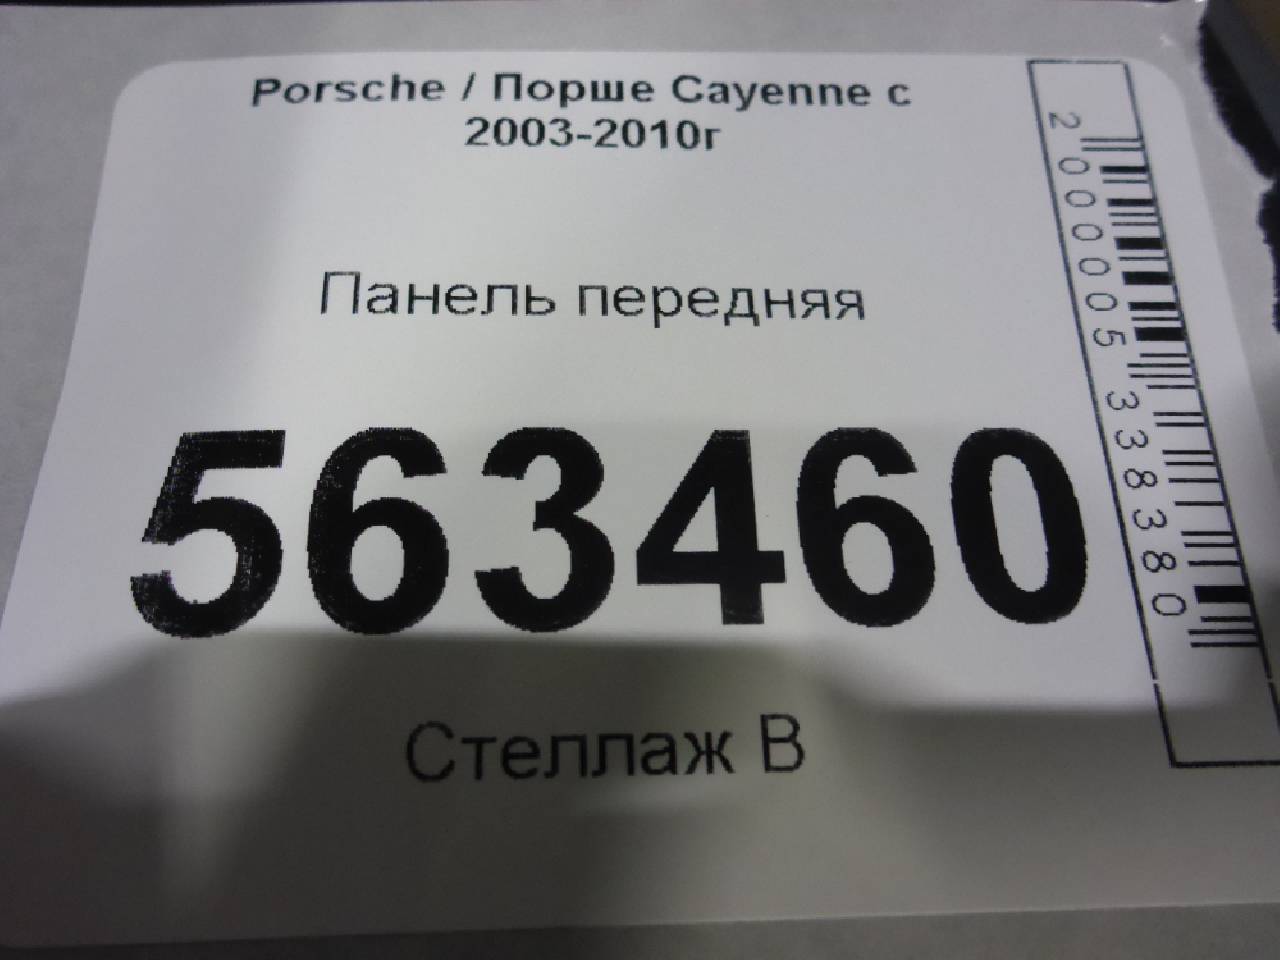 Porsche / Порше Cayenne с
2003-2010г
Панель передняя
563460
Стеллаж В
2000005338380